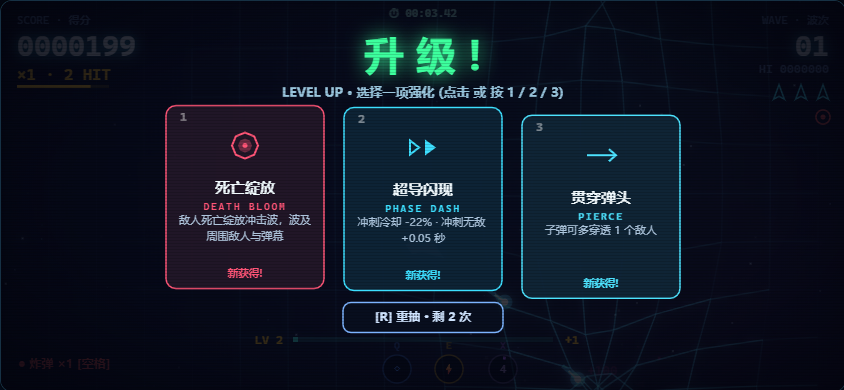 SCORE · 得分
0000199
×1 · 2 HIT
00:03.42
WAVE · 波次
01
HI 0000000
升级!
LEVEL UP • 选择一项强化 (点击 或 按 1 / 2 / 3)
1
死亡绽放
DEATH BLOOM
敌人死亡绽放冲击波，波及
周围敌人与弹幕
新获得!
2
超导闪现
PHASE DASH
冲刺冷却 -22% · 冲刺无敌
+0.05 秒
新获得!
3
贯穿弹头
PIERCE
子弹可多穿透 1 个敌人
新获得!
[R] 重抽 • 剩 2 次
LV 2
+1
E
4
炸弹 ×1 [空格]